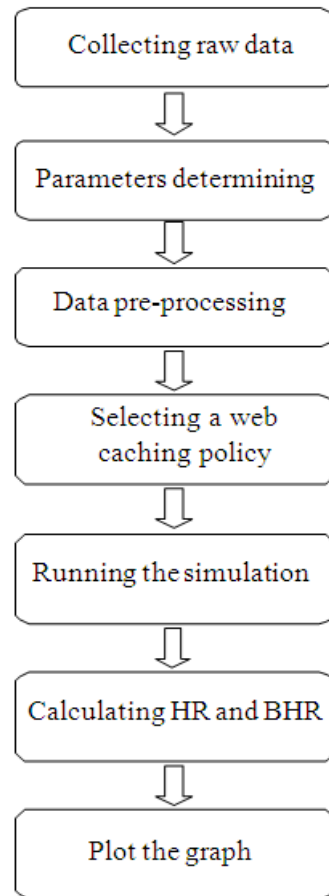 Collecting raw data
Parameters determining
Data pre-processing
Selecting a web
caching policy
Running the simulation
Calculating HR and BHR
Plot the graph